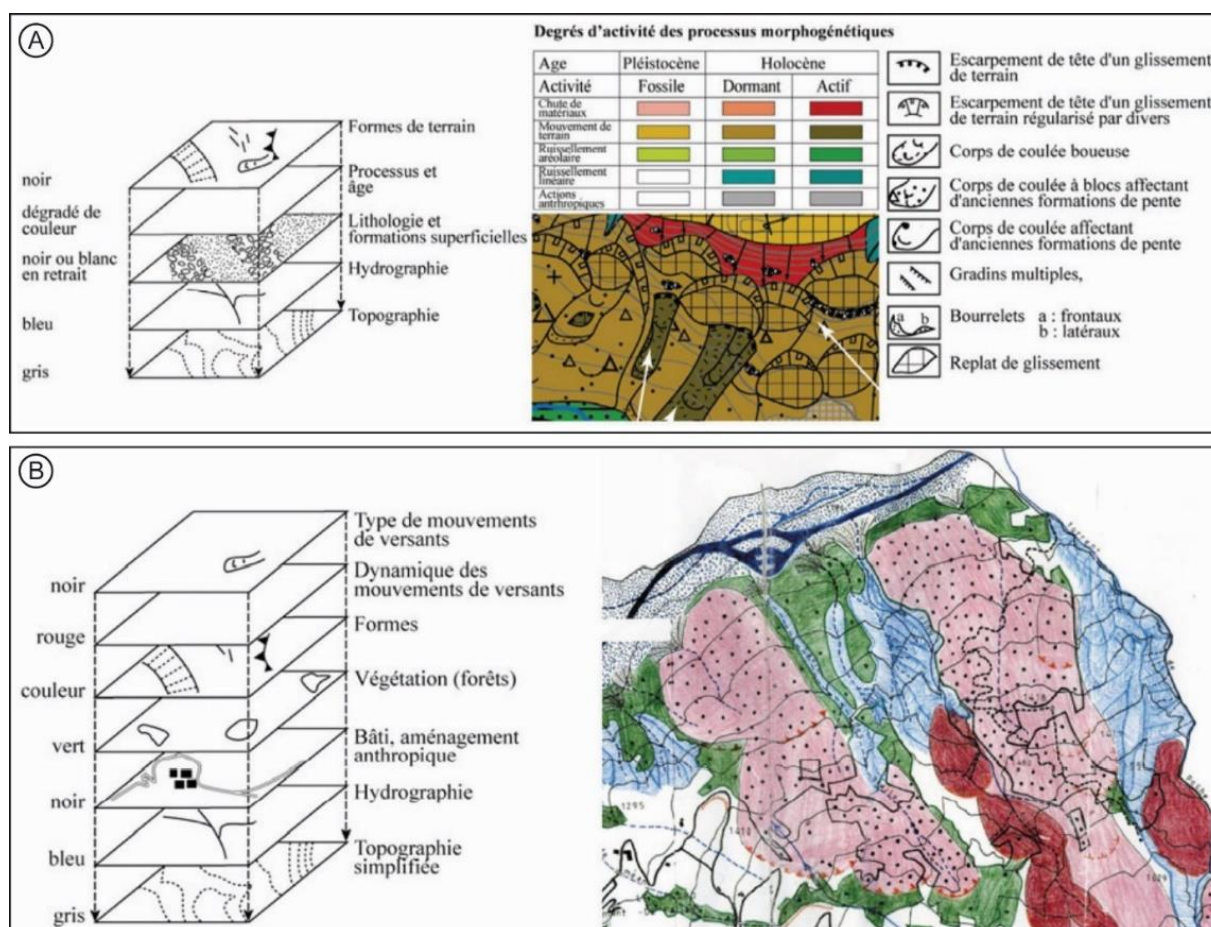 A
Degrés d'activité des processus morphogénétiques
Age
Pléistocène
Holocène
Activité
Fossile
Dormant
Actif
Chute de
matériaux
Mouvement de
terrain
Ruissellement
aréolaire
Ruissellement
linéaire
Actions
anthropiques
noir
dégradé de
couleur
noir ou blanc
en retrait
bleu
gris
Formes de terrain
Processus et
âge
Lithologie et
formations superficielles
Hydrographie
Topographie
Escarpement de tête d'un glissement
de terrain
Escarpement de tête d'un glissement
de terrain régularisé par divers
Corps de coulée boueuse
Corps de coulée à blocs affectant
d'anciennes formations de pente
Corps de coulée affectant
d'anciennes formations de pente
Gradins multiples,
a b
Bourrelets a : frontaux
b : latéraux
Replat de glissement
B
noir
rouge
couleur
vert
noir
bleu
gris
Type de mouvements
de versants
Dynamique des
mouvements de versants
Formes
Végétation (forêts)
Bâti, aménagement
anthropique
Hydrographie
Topographie
simplifiée
1295
1410